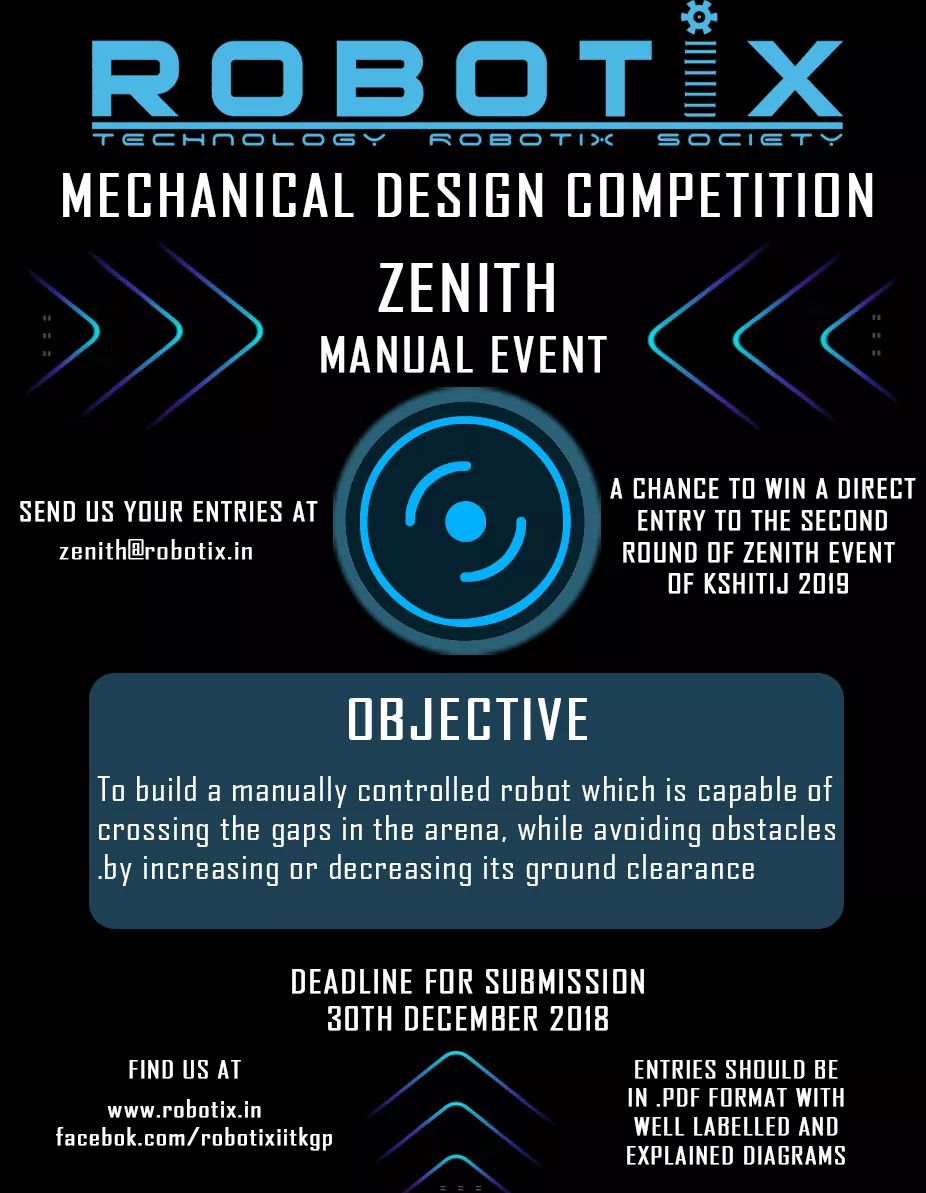 ROBOTIX
TECHNOLOGY ROBOTIX SOCIETY
MECHANICAL DESIGN COMPETITION
ZENITH
MANUAL EVENT
SEND US YOUR ENTRIES AT
zenith@robotix.in
A CHANCE TO WIN A DIRECT
ENTRY TO THE SECOND
ROUND OF ZENITH EVENT
OF KSHITIJ 2019
OBJECTIVE
To build a manually controlled robot which is capable of
crossing the gaps in the arena, while avoiding obstacles
.by increasing or decreasing its ground clearance
DEADLINE FOR SUBMISSION
30TH DECEMBER 2018
FIND US AT
www.robotix.in
facebok.com/robotixiitkgp
ENTRIES SHOULD BE
IN .PDF FORMAT WITH
WELL LABELLED AND
EXPLAINED DIAGRAMS